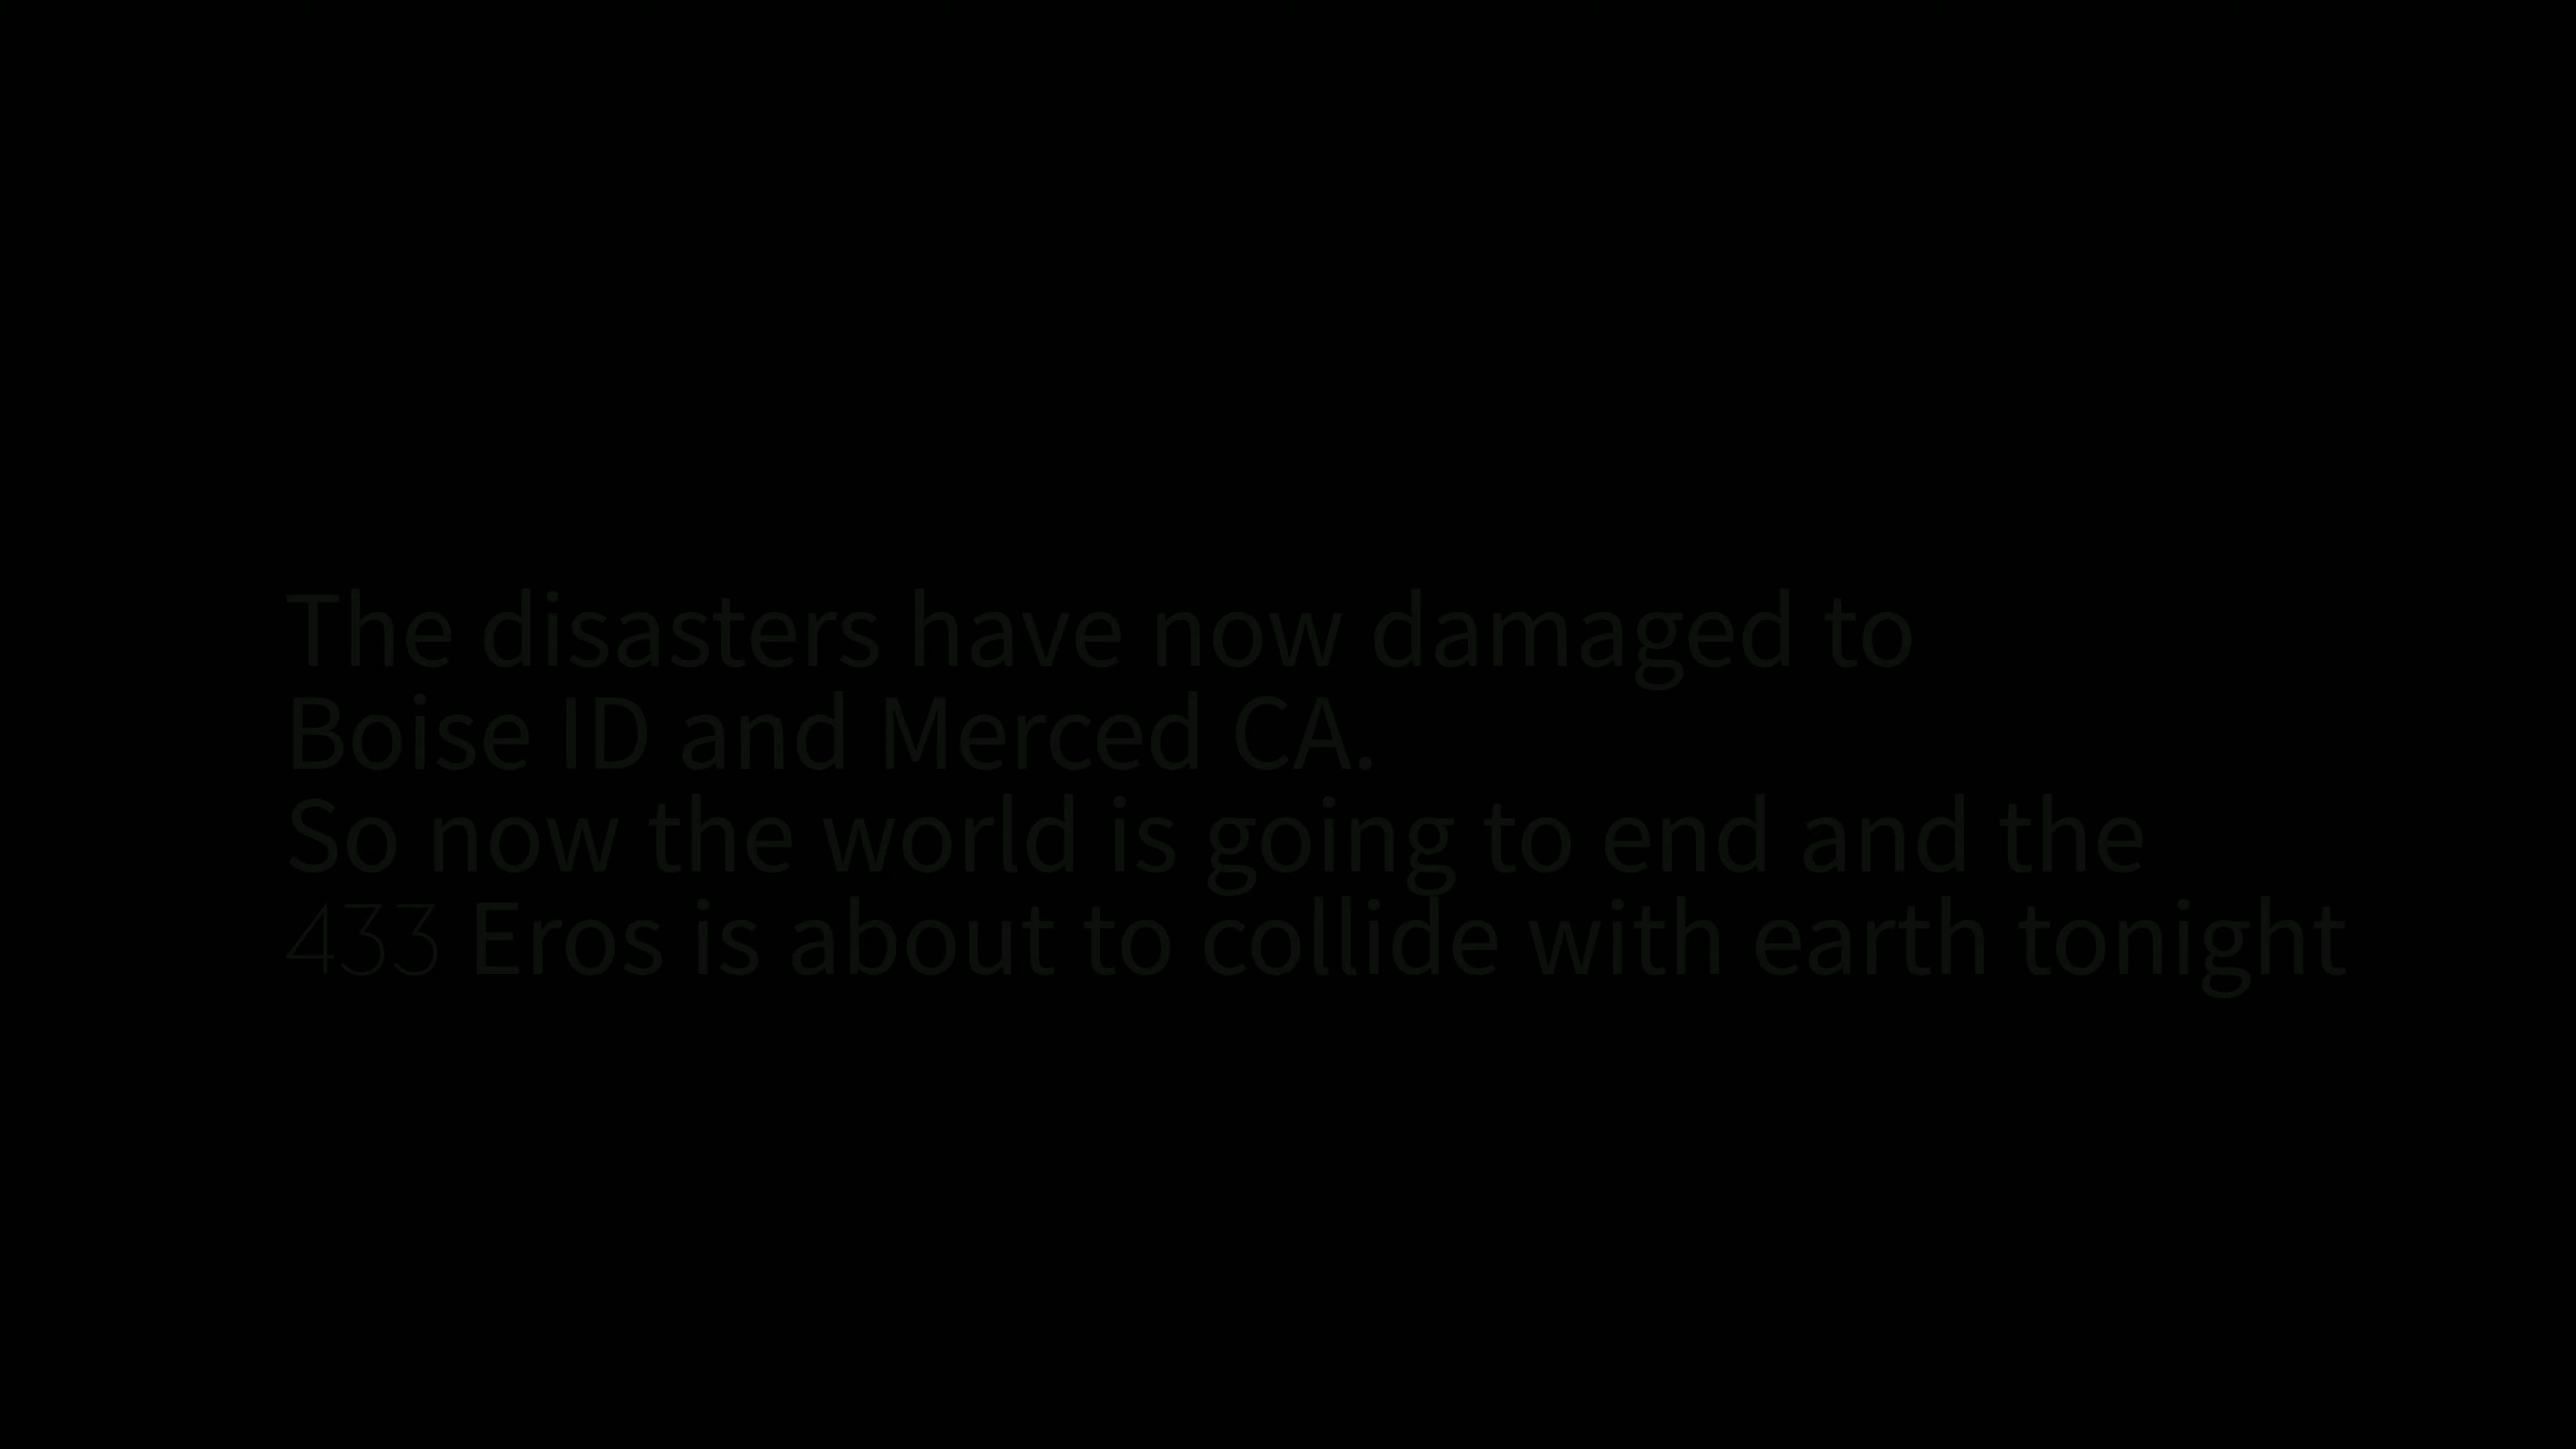 The disasters have now damaged to
Boise ID and Merced CA.
So now the world is going to end and the
433 Eros is about to collide with earth tonight